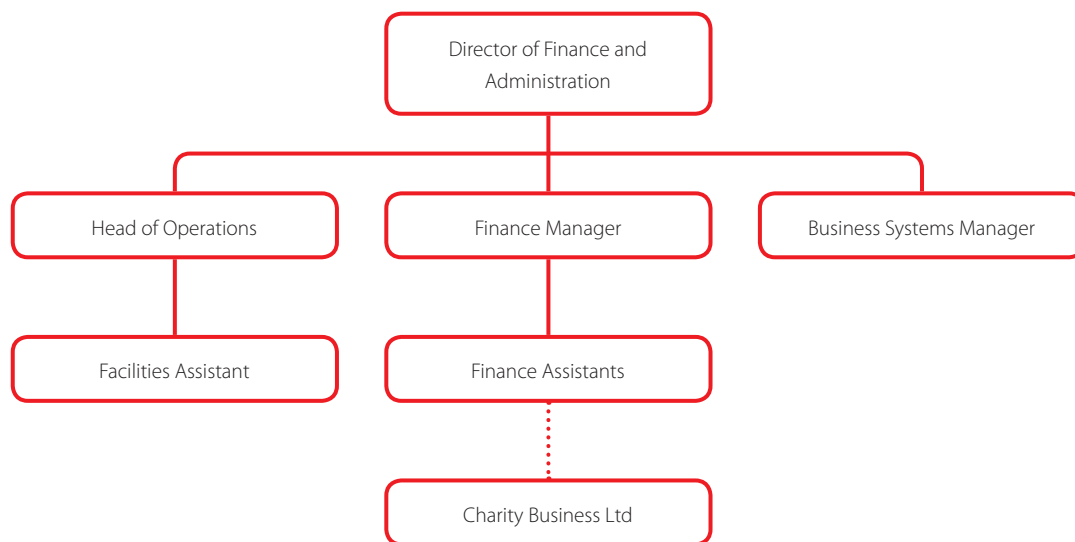 Director of Finance and
Administration
Head of Operations
Finance Manager
Business Systems Manager
Facilities Assistant
Finance Assistants
Charity Business Ltd